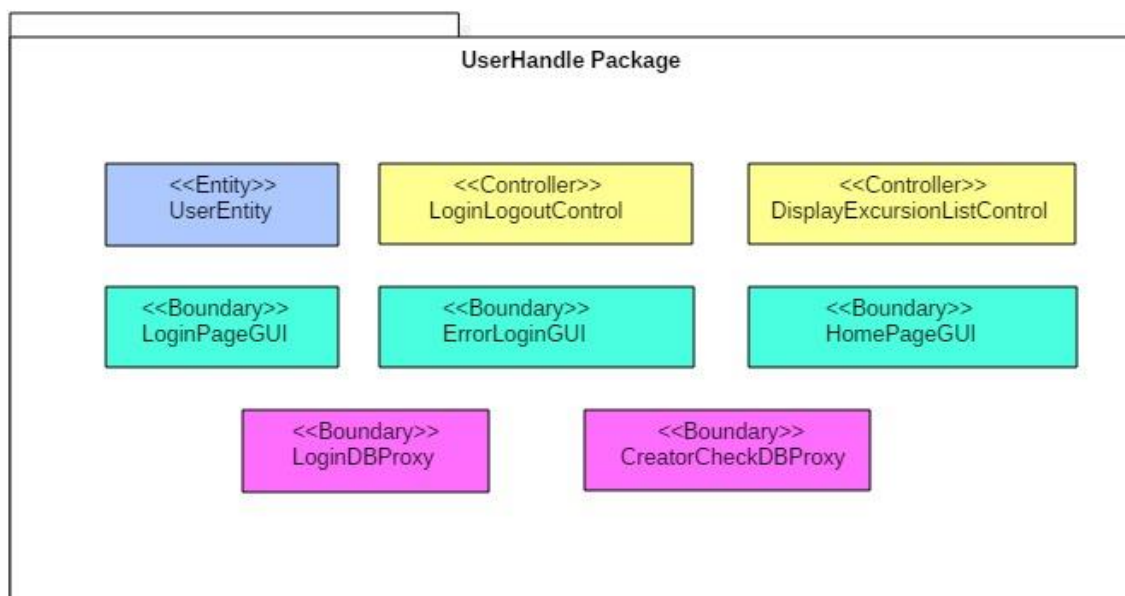 UserHandle Package
<<Entity>>
UserEntity
<<Controller>>
LoginLogoutControl
<<Controller>>
DisplayExcursionListControl
<<Boundary>>
LoginPageGUI
<<Boundary>>
ErrorLoginGUI
<<Boundary>>
HomePageGUI
<<Boundary>>
LoginDBProxy
<<Boundary>>
CreatorCheckDBProxy